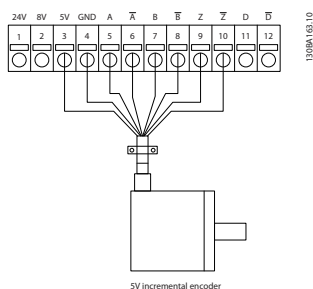 24V 8V 5V GND A A̅ B B̅ Z Z̅ D D̅
1 2 3 4 5 6 7 8 9 10 11 12
130BA163.10
5V incremental encoder